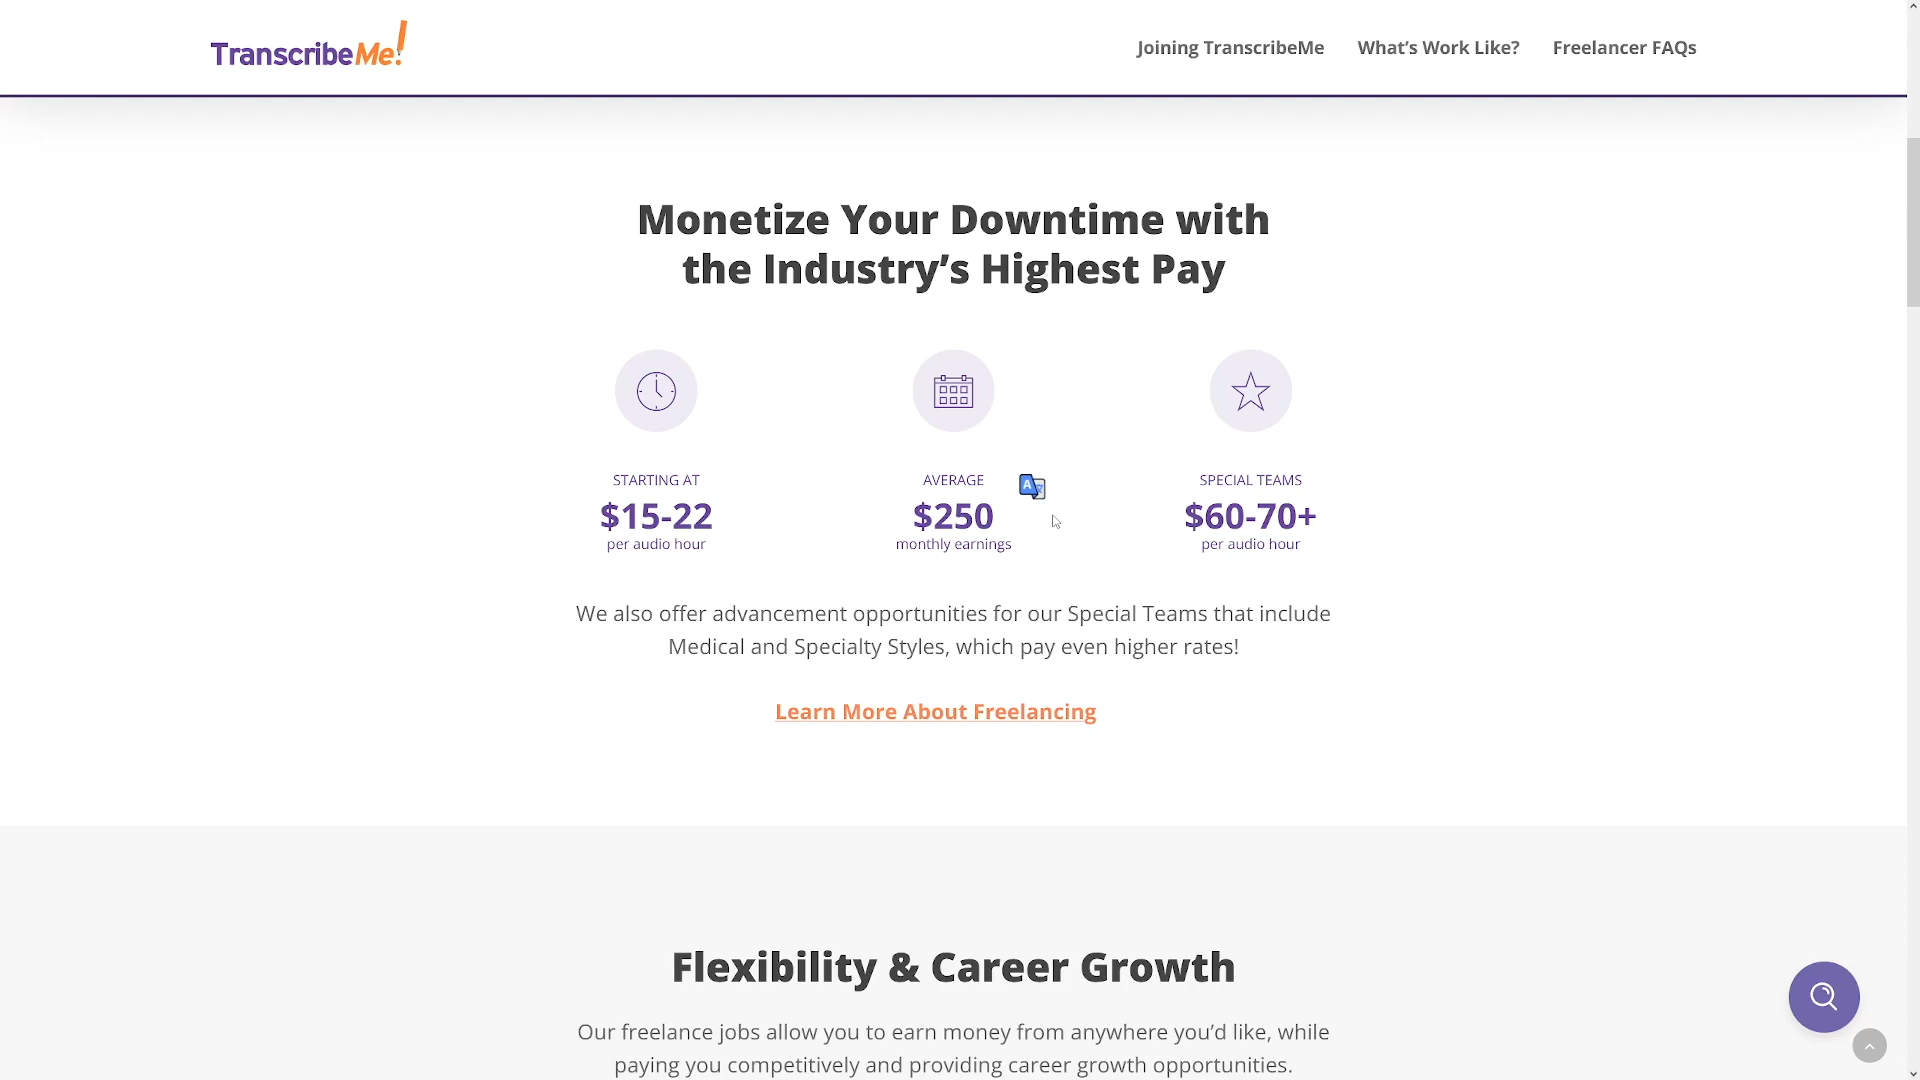 TranscribeMe!
Joining TranscribeMe
What's Work Like?
Freelancer FAQs
Monetize Your Downtime with
the Industry’s Highest Pay
STARTING AT
$15-22
per audio hour
AVERAGE
$250
monthly earnings
SPECIAL TEAMS
$60-70+
per audio hour
We also offer advancement opportunities for our Special Teams that include
Medical and Specialty Styles, which pay even higher rates!
Learn More About Freelancing
Flexibility & Career Growth
Our freelance jobs allow you to earn money from anywhere you’d like, while
paying you competitively and providing career growth opportunities.